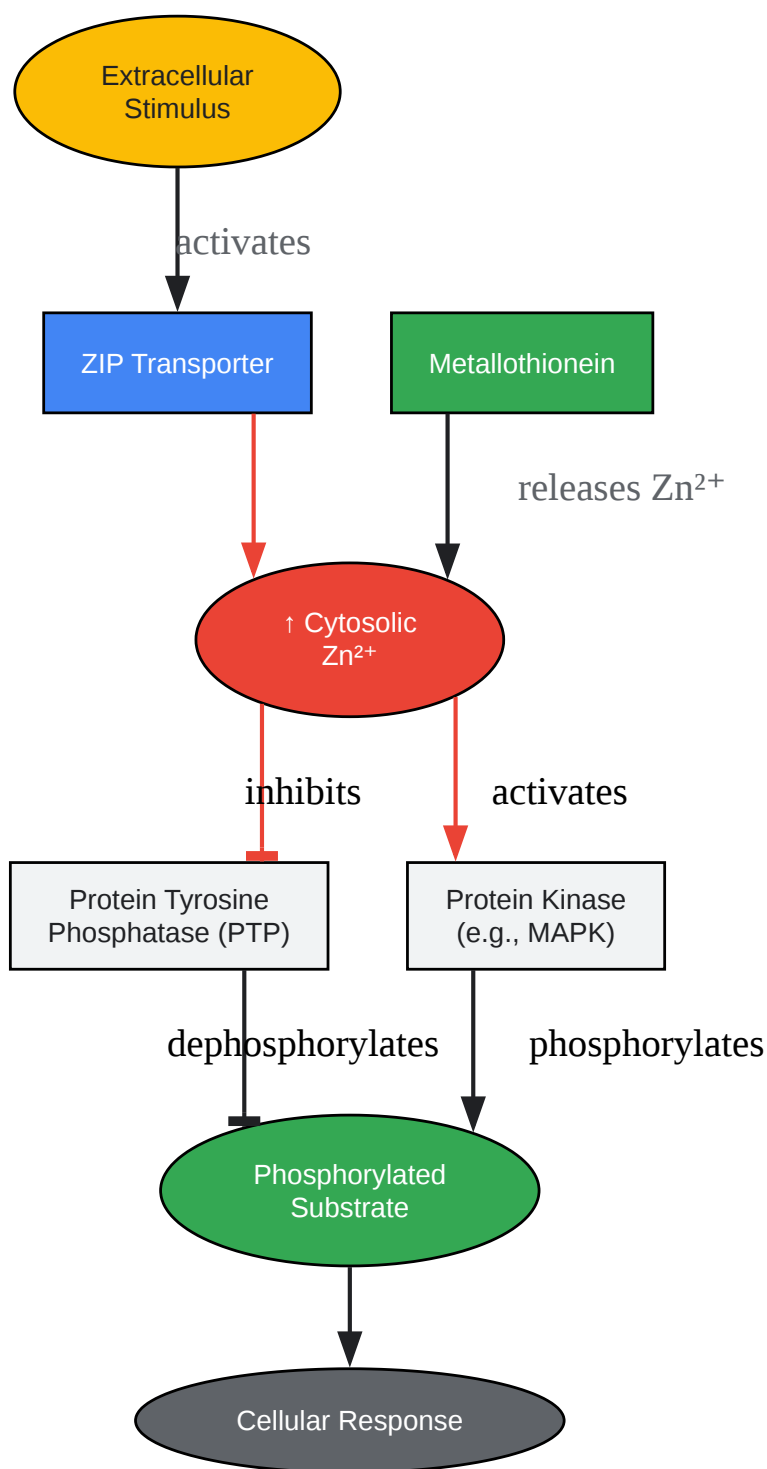 Extracellular
Stimulus
activates
ZIP Transporter
Metallothionein
releases Zn²⁺
↑ Cytosolic
Zn²⁺
inhibits
activates
Protein Tyrosine
Phosphatase (PTP)
Protein Kinase
(e.g., MAPK)
dephosphorylates
phosphorylates
Phosphorylated
Substrate
Cellular Response